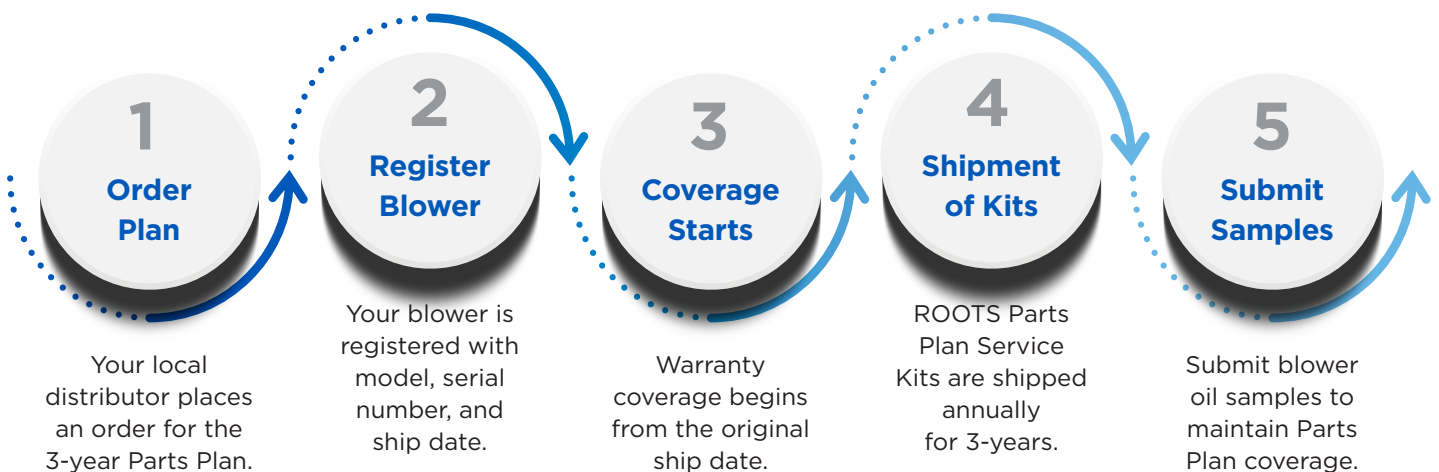 1
Order
Plan
Your local
distributor places
an order for the
3-year Parts Plan.
2
Register
Blower
Your blower is
registered with
model, serial
number, and
ship date.
3
Coverage
Starts
Warranty
coverage begins
from the original
ship date.
4
Shipment
of Kits
ROOTS Parts
Plan Service
Kits are shipped
annually
for 3-years.
5
Submit
Samples
Submit blower
oil samples to
maintain Parts
Plan coverage.